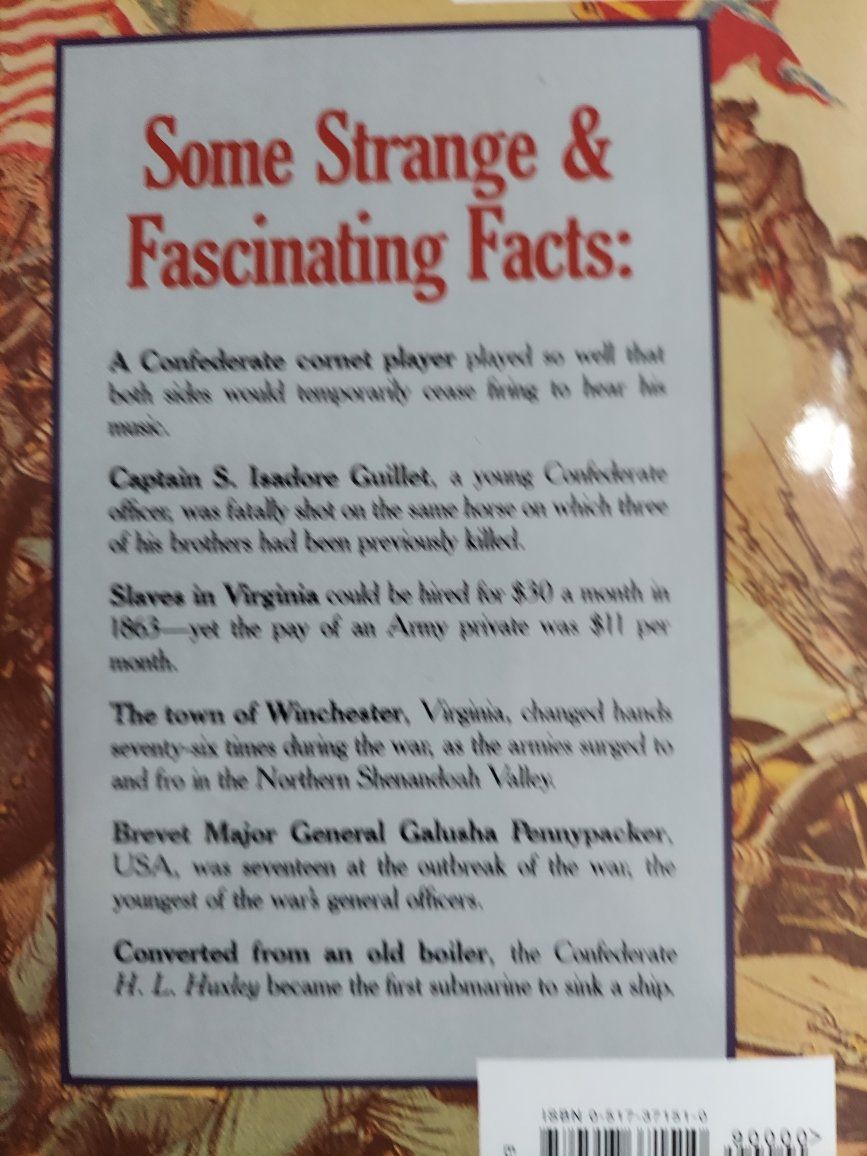 Some Strange &
Fascinating Facts:
A Confederate cornet player played so well that
both sides would temporarily cease firing to hear his
music.
Captain S. Isadore Guillet, a young Confederate
officer, was fatally shot on the same horse on which three
of his brothers had been previously killed.
Slaves in Virginia could be hired for $30 a month in
1863—yet the pay of an Army private was $11 per
month.
The town of Winchester, Virginia, changed hands
seventy-six times during the war, as the armies surged to
and fro in the Northern Shenandoah Valley.
Brevet Major General Galusha Pennypacker,
USA, was seventeen at the outbreak of the war, the
youngest of the war's general officers.
Converted from an old boiler, the Confederate
H. L. Huxley became the first submarine to sink a ship.
ISBN 0-517-37151-0
90000>